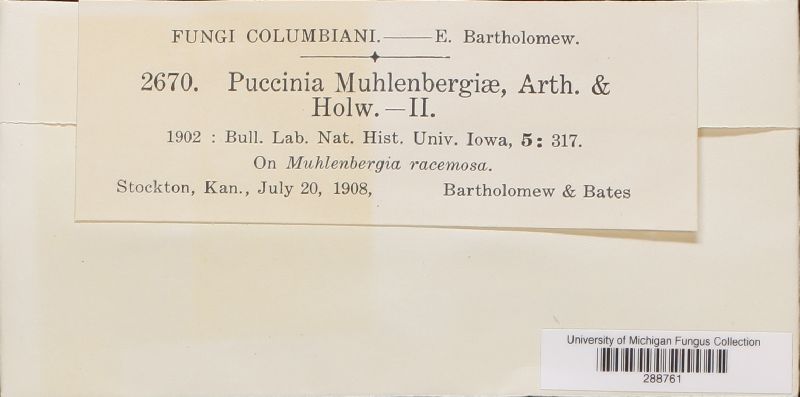 FUNGI COLUMBIANI.——E. Bartholomew.
2670. Puccinia Muhlenbergiæ, Arth. &
Holw.—II.
1902 : Bull. Lab. Nat. Hist. Univ. Iowa, 5: 317.
On Muhlenbergia racemosa.
Stockton, Kan., July 20, 1908, Bartholomew & Bates
University of Michigan Fungus Collection
288761